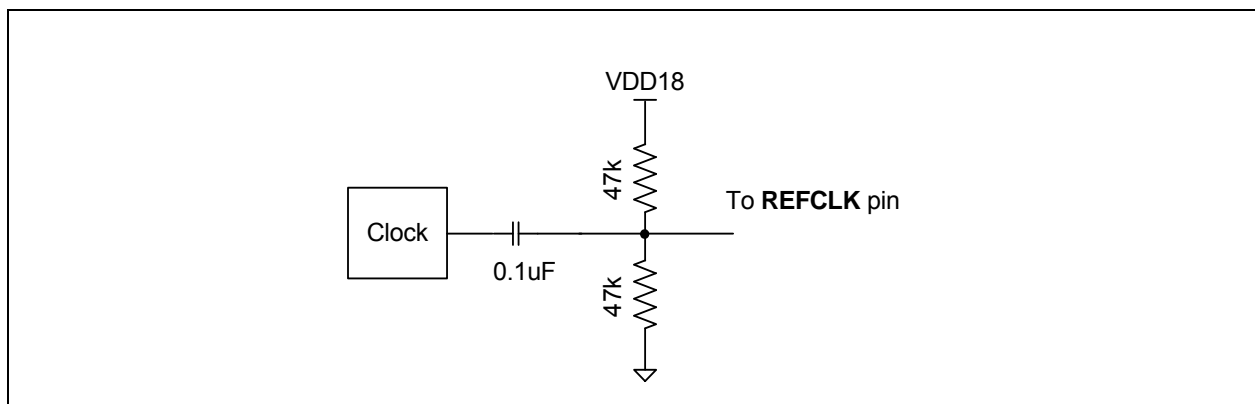 VDD18
47k
To REFCLK pin
Clock
0.1uF
47k